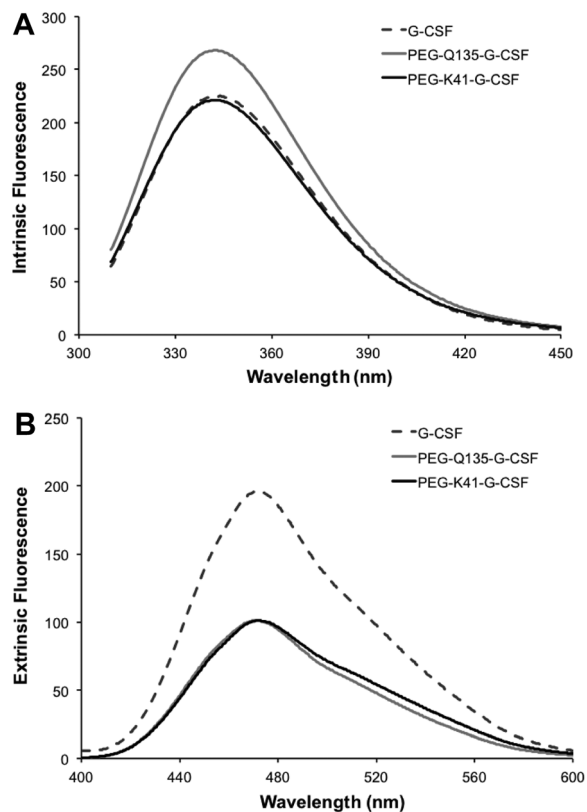 A
G-CSF
PEG-Q135-G-CSF
PEG-K41-G-CSF
Intrinsic Fluorescence
300
250
200
150
100
50
0
300 330 360 390 420 450
Wavelength (nm)
B
G-CSF
PEG-Q135-G-CSF
PEG-K41-G-CSF
Extrinsic Fluorescence
250
200
150
100
50
0
400 440 480 520 560 600
Wavelength (nm)